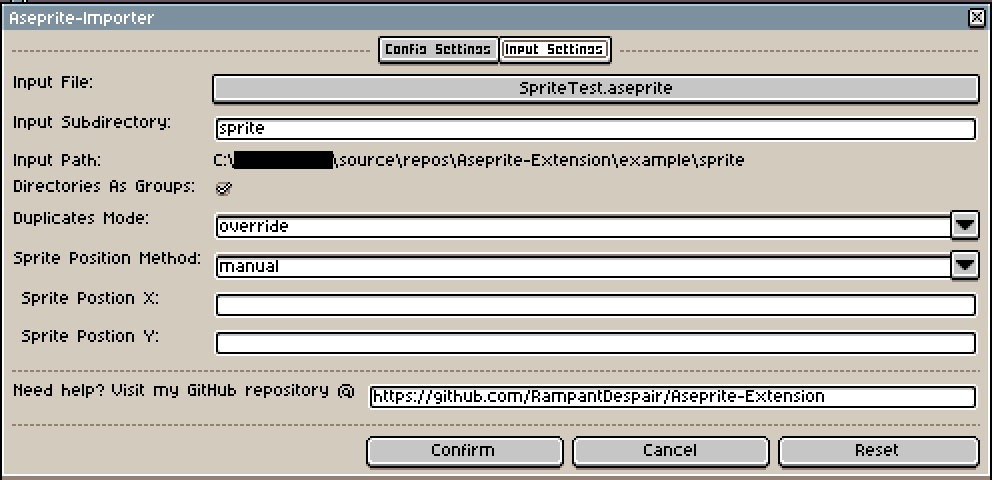 Aseprite-Importer
Config Settings Input Settings
Input File: SpriteTest.aseprite
Input Subdirectory: sprite
Input Path: C:\ \source\repos\Aseprite-Extension\example\sprite
Directories As Groups:
Duplicates Mode: override
Sprite Position Method: manual
Sprite Postion X:
Sprite Postion Y:
Need help? Visit my GitHub repository @ https://github.com/RampantDespair/Aseprite-Extension
Confirm Cancel Reset